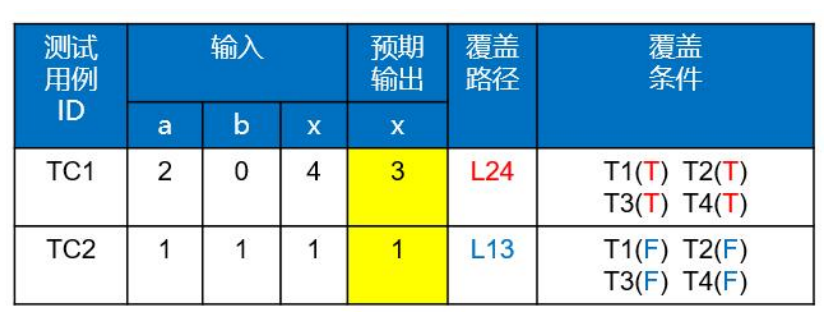 测试 输入 预期 覆盖 覆盖
用例 输出 路径 条件
ID
a b x x
TC1 2 0 4 3 L24 T1(T) T2(T)
T3(T) T4(T)
TC2 1 1 1 1 L13 T1(F) T2(F)
T3(F) T4(F)